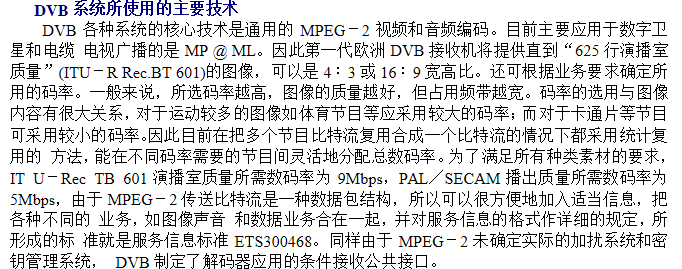 DVB 系统所使用的主要技术
DVB 各种系统的核心技术是通用的 MPEG－2 视频和音频编码。目前主要应用于数字卫
星和电缆 电视广播的是 MP @ ML。因此第一代欧洲 DVB 接收机将提供直到“625 行演播室
质量”(ITU－R Rec.BT 601)的图像，可以是 4∶3 或 16∶9 宽高比。还可根据业务要求确定所
用的码率。一般来说，所选码率越高，图像的质量越好，但占用频带越宽。码率的选用与图像
内容有很大关系，对于运动较多的图像如体育节目等应采用较大的码率；而对于卡通片等节目
可采用较小的码率。因此目前在把多个节目比特流复用合成一个比特流的情况下都采用统计复
用的 方法，能在不同码率需要的节目间灵活地分配总数码率。为了满足所有种类素材的要求，
IT U－Rec TB 601 演播室质量所需数码率为 9Mbps，PAL／SECAM 播出质量所需数码率为
5Mbps，由于 MPEG－2 传送比特流是一种数据包结构，所以可以很方便地加入适当信息，把
各种不同的 业务，如图像声音 和数据业务合在一起，并对服务信息的格式作详细的规定，所
形成的标 准就是服务信息标准 ETS300468。同样由于 MPEG－2 未确定实际的加扰系统和密
钥管理系统， DVB 制定了解码器应用的条件接收公共接口。